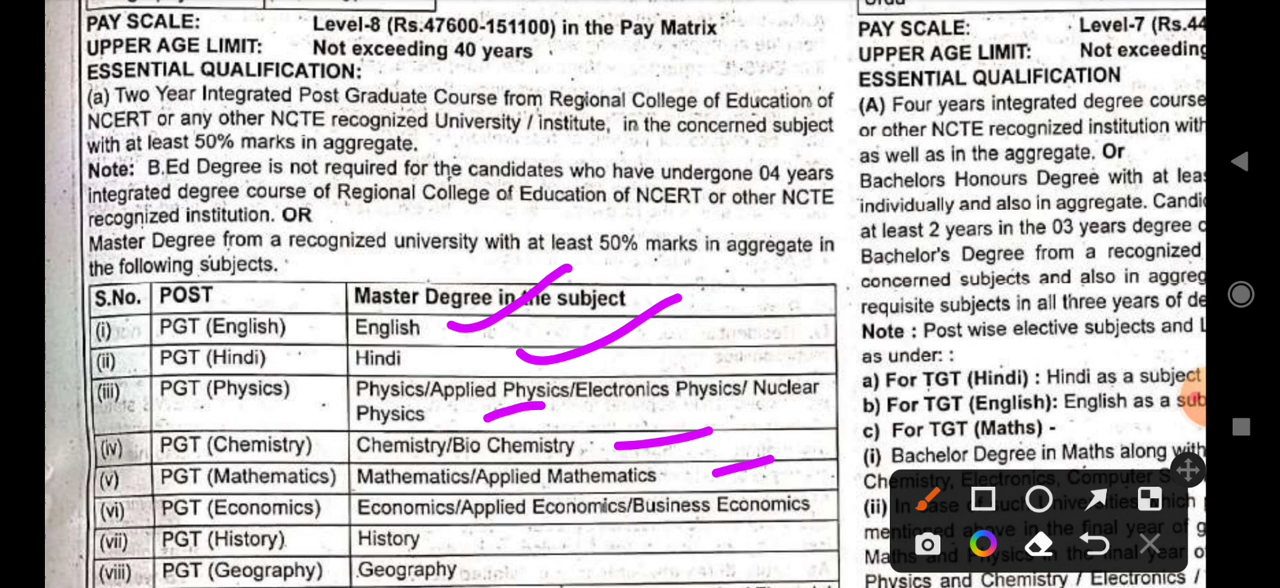 PAY SCALE: Level-8 (Rs.47600-151100) in the Pay Matrix
UPPER AGE LIMIT: Not exceeding 40 years
ESSENTIAL QUALIFICATION:
(a) Two Year Integrated Post Graduate Course from Regional College of Education of
NCERT or any other NCTE recognized University / institute, in the concerned subject
with at least 50% marks in aggregate.
Note: B.Ed Degree is not required for the candidates who have undergone 04 years
integrated degree course of Regional College of Education of NCERT or other NCTE
recognized institution. OR
Master Degree from a recognized university with at least 50% marks in aggregate in
the following subjects.
S.No. POST Master Degree in the subject
(i) PGT (English) English
(ii) PGT (Hindi) Hindi
(iii) PGT (Physics) Physics/Applied Physics/Electronics Physics/ Nuclear
Physics
(iv) PGT (Chemistry) Chemistry/Bio Chemistry
(v) PGT (Mathematics) Mathematics/Applied Mathematics
(vi) PGT (Economics) Economics/Applied Economics/Business Economics
(vii) PGT (History) History
(viii) PGT (Geography) Geography
PAY SCALE: Level-7 (Rs.44
UPPER AGE LIMIT: Not exceeding
ESSENTIAL QUALIFICATION
(A) Four years integrated degree course
or other NCTE recognized institution with
as well as in the aggregate. Or
Bachelors Honours Degree with at leas
individually and also in aggregate. Candi
at least 2 years in the 03 years degree c
Bachelor's Degree from a recognized
concerned subjects and also in aggreg
requisite subjects in all three years of de
Note : Post wise elective subjects and L
as under: :
a) For TGT (Hindi) : Hindi as a subject
b) For TGT (English): English as a sub
c) For TGT (Maths) -
(i) Bachelor Degree in Maths along with
Chemistry, Electronics, Computer S
(ii)
mentioned above in the final year of g
Physics and Chemistry / Electronics /